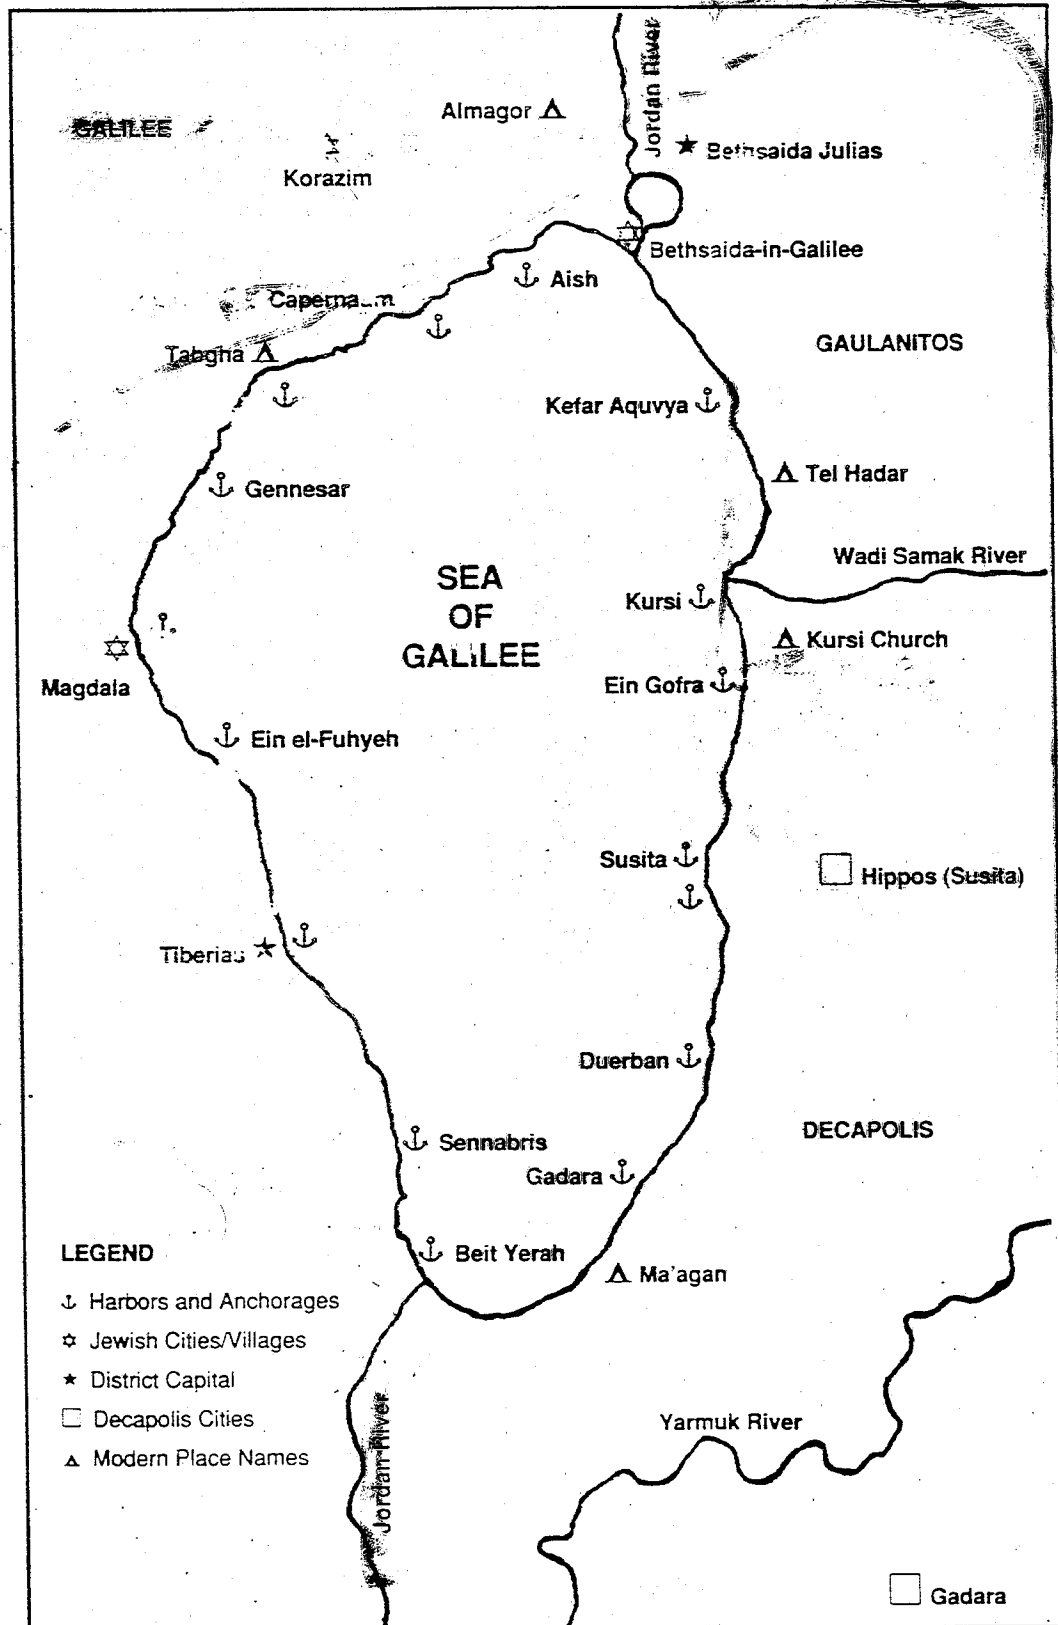 Jordan River
Almagor
GALILEE
Bethsaida Julias
Korazim
Bethsaida-in-Galilee
Aish
GAULANITOS
Tabgha
Kefar Aquvya
Tel Hadar
Gennesar
Wadi Samak River
SEA
OF
GALILEE
Kursi
Kursi Church
Magdala
Ein Gofra
Ein el-Fuhyeh
Susita
Hippos (Susita)
Tiberias
Duerban
DECAPOLIS
Sennabris
Gadara
Beit Yerah
Ma'agan
LEGEND
Harbors and Anchorages
Jewish Cities/Villages
District Capital
Decapolis Cities
Modern Place Names
Jordan River
Yarmuk River
Gadara